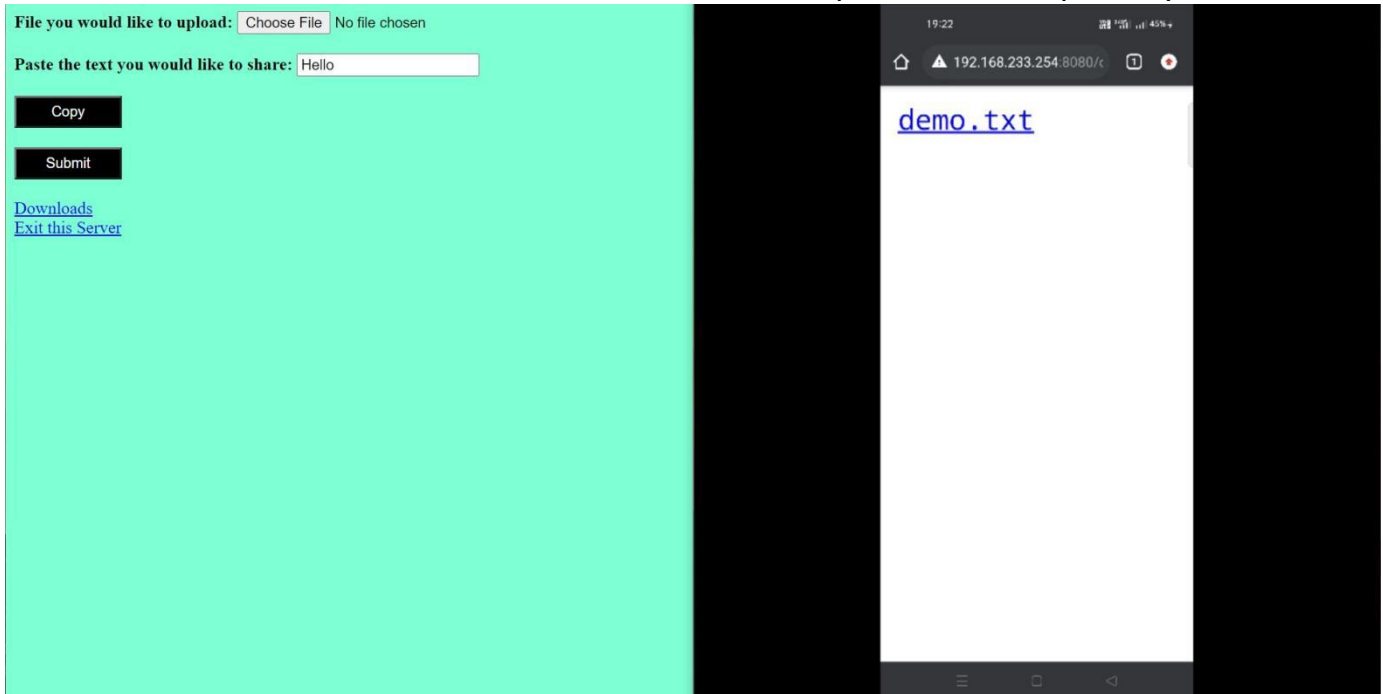 File you would like to upload: Choose File No file chosen
Paste the text you would like to share: Hello
Copy
Submit
Downloads
Exit this Server
19:22
45%
192.168.233.254:8080/
1
demo.txt